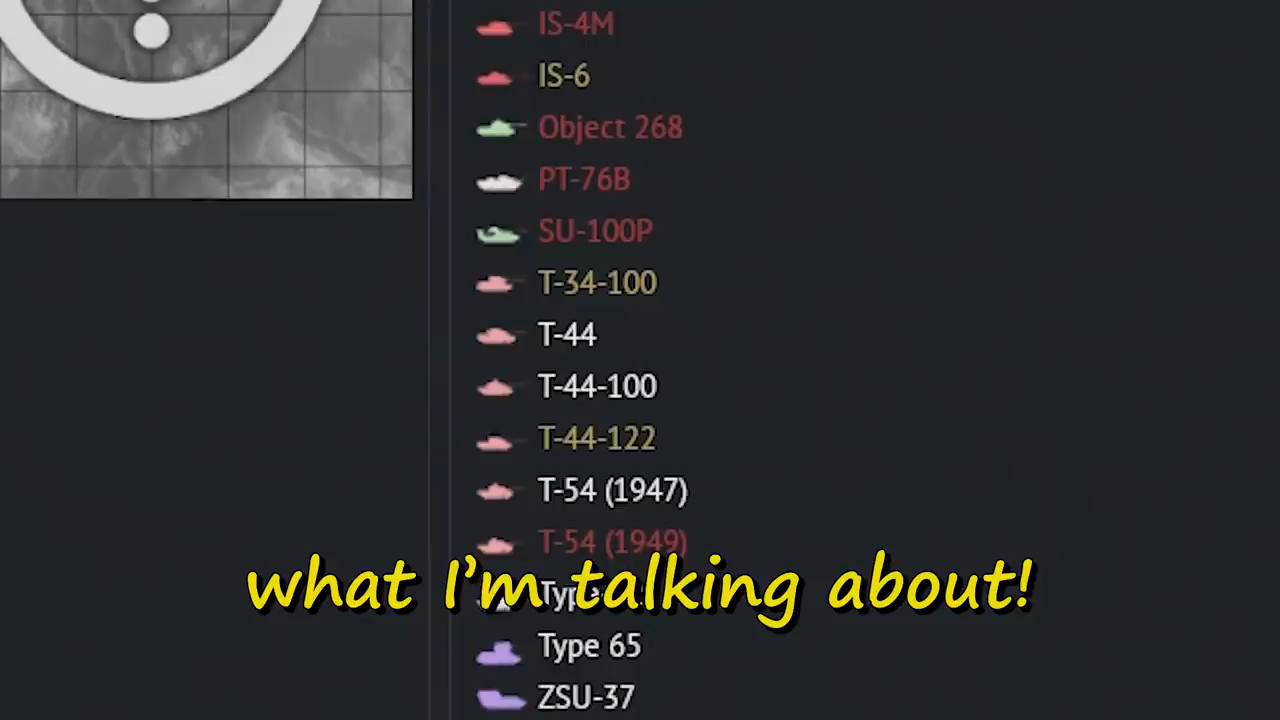 IS-4M
IS-6
Object 268
PT-76B
SU-100P
T-34-100
T-44
T-44-100
T-44-122
T-54 (1947)
T-54 (1949)
what I'm talking about!
Type 65
ZSU-37